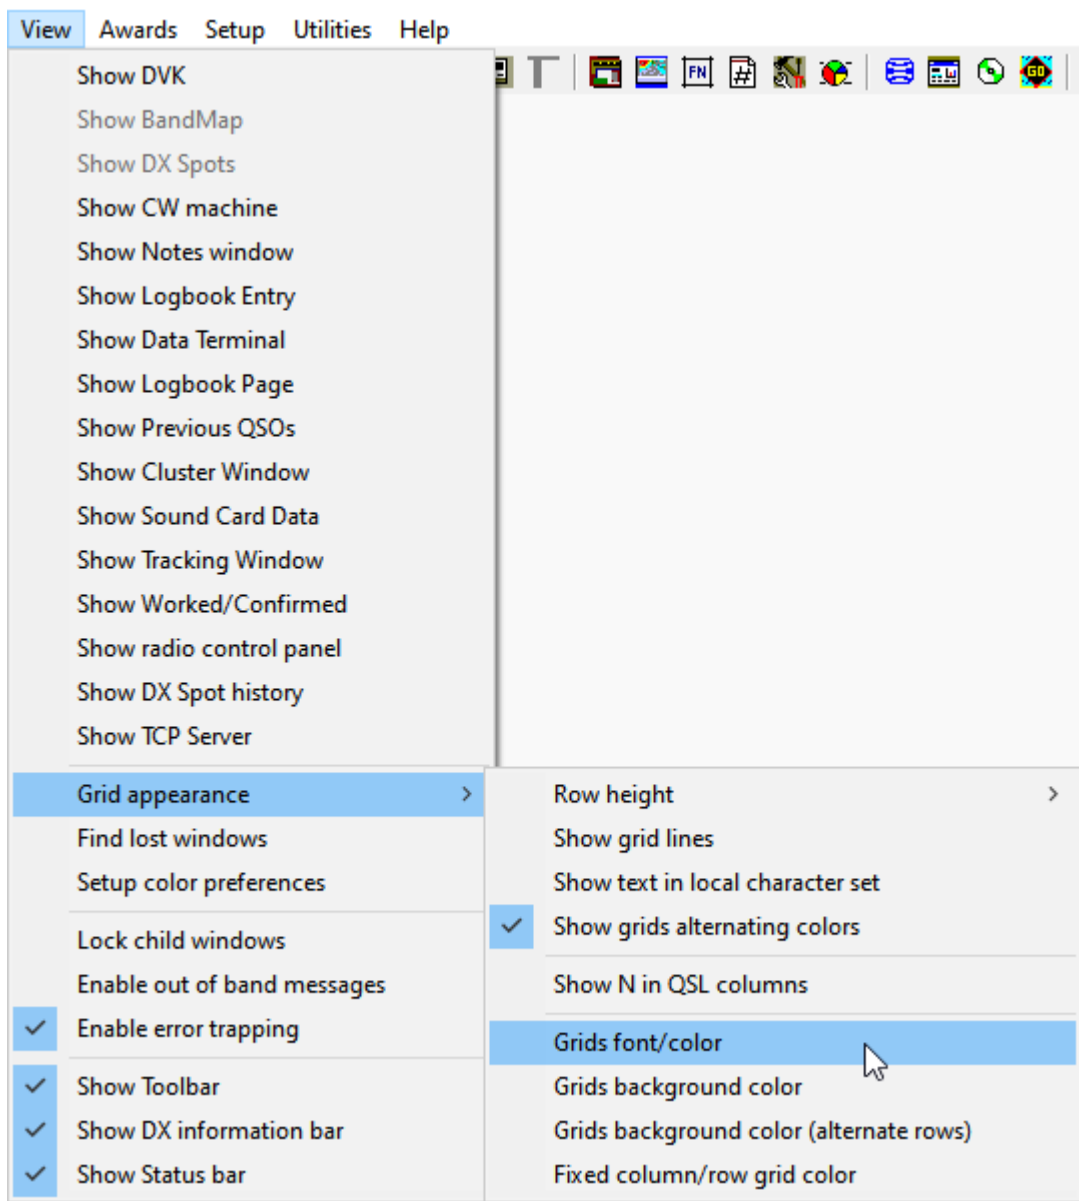 View Awards Setup Utilities Help
Show DVK
FN
#
GO
Show BandMap
Show DX Spots
Show CW machine
Show Notes window
Show Logbook Entry
Show Data Terminal
Show Logbook Page
Show Previous QSOs
Show Cluster Window
Show Sound Card Data
Show Tracking Window
Show Worked/Confirmed
Show radio control panel
Show DX Spot history
Show TCP Server
Grid appearance
Find lost windows
Setup color preferences
Lock child windows
Enable out of band messages
Enable error trapping
Show Toolbar
Show DX information bar
Show Status bar
Row height
Show grid lines
Show text in local character set
Show grids alternating colors
Show N in QSL columns
Grids font/color
Grids background color
Grids background color (alternate rows)
Fixed column/row grid color